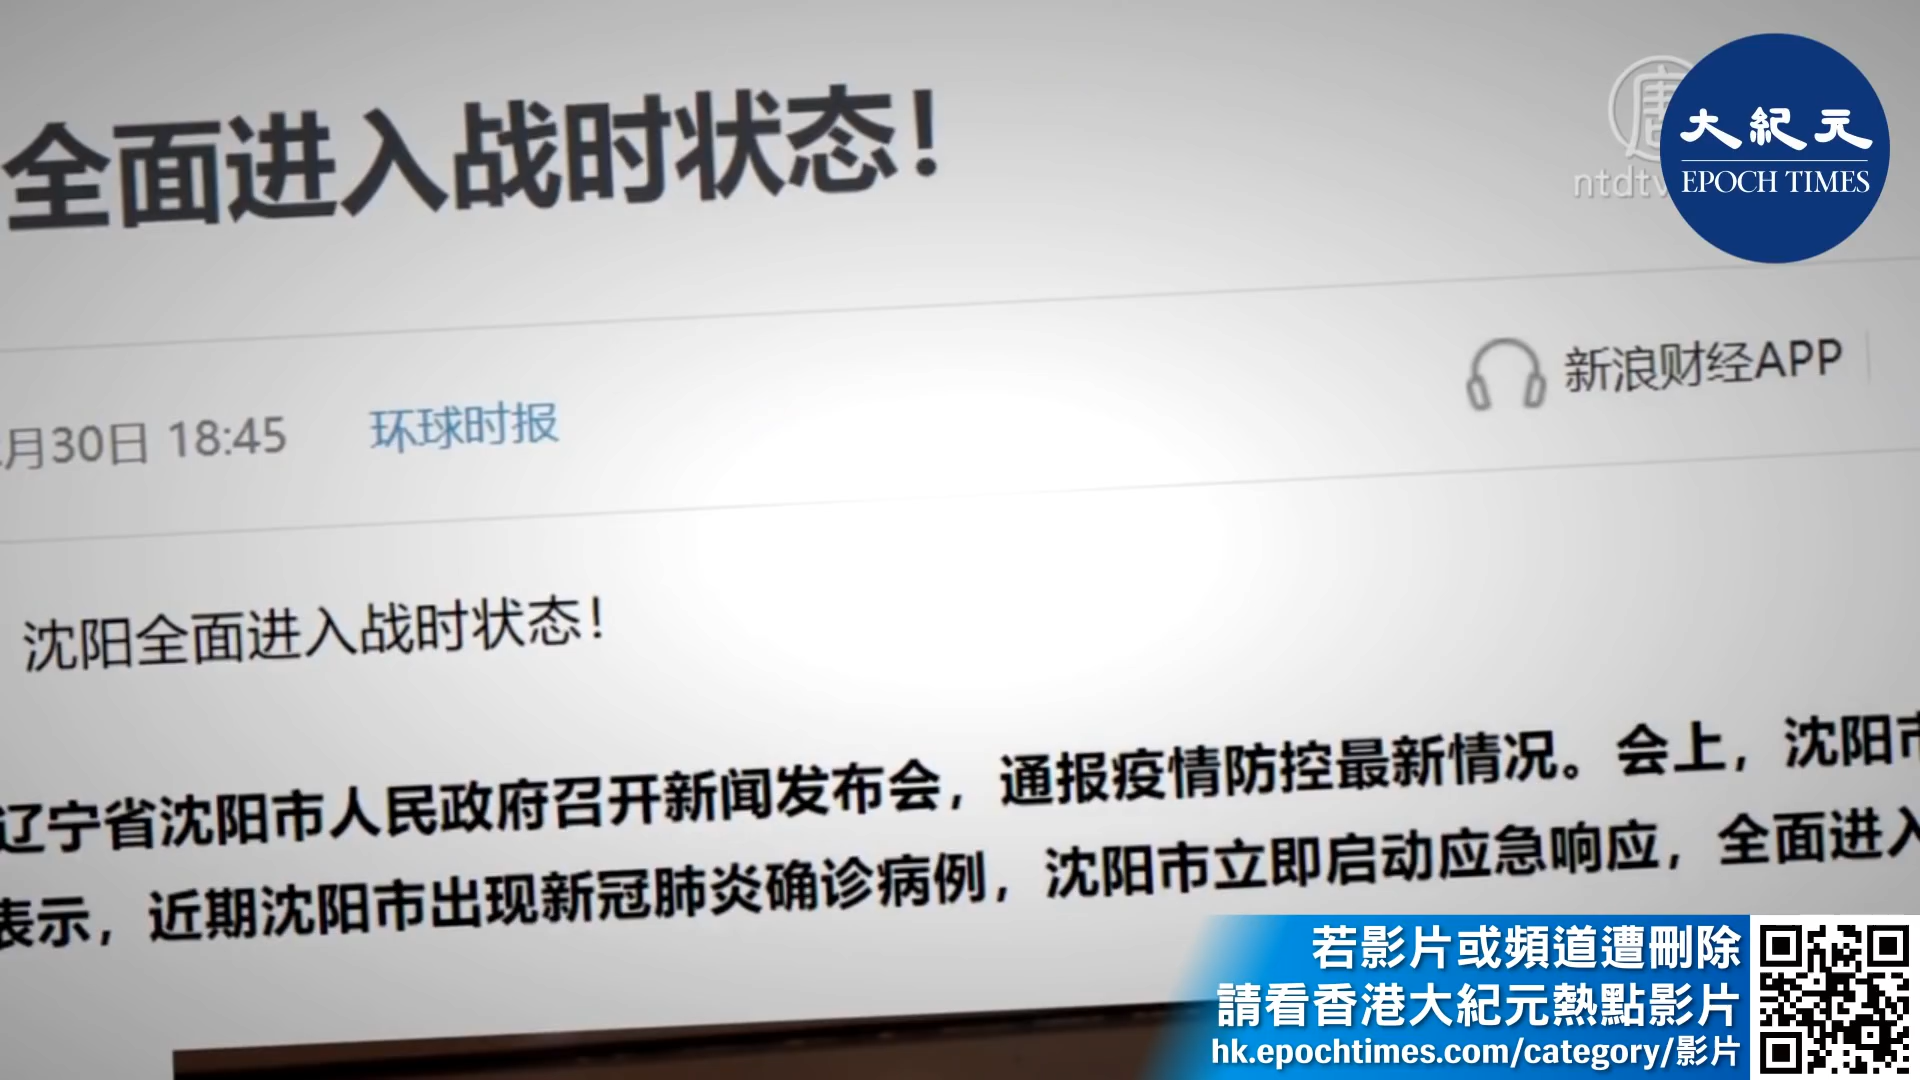 全面进入战时状态！
唐
ntdtv
大紀元
EPOCH TIMES
月30日 18:45 环球时报
新浪财经APP
沈阳全面进入战时状态！
辽宁省沈阳市人民政府召开新闻发布会，通报疫情防控最新情况。会上，沈阳市
表示，近期沈阳市出现新冠肺炎确诊病例，沈阳市立即启动应急响应，全面进入
若影片或頻道遭刪除
請看香港大紀元熱點影片
hk.epochtimes.com/category/影片